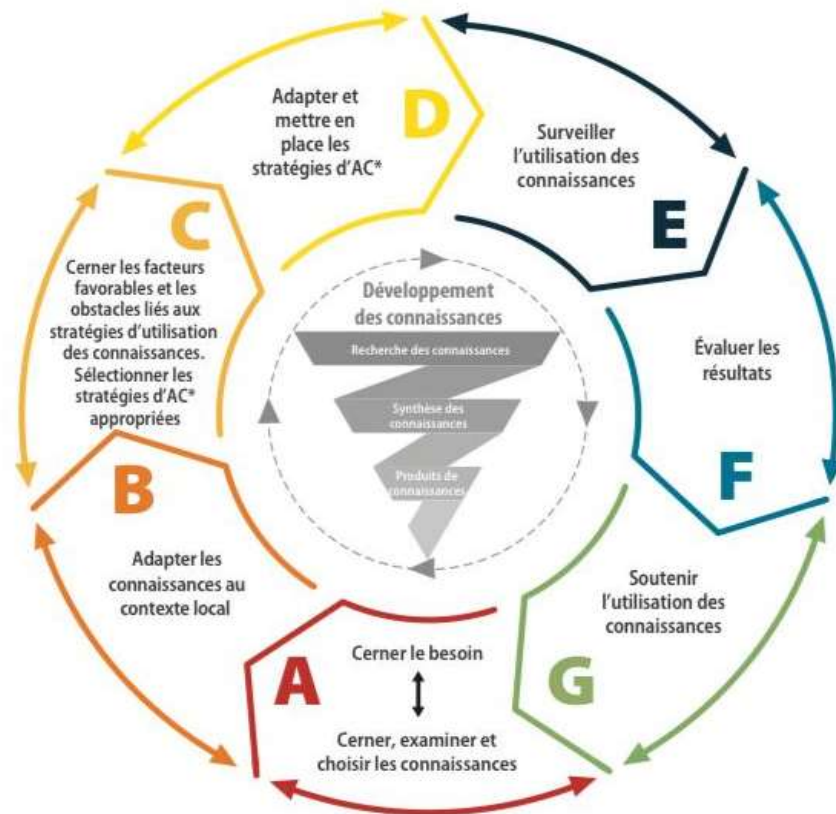 D
Adapter et
mettre en
place les
stratégies d’AC*
E
Surveiller
l’utilisation des
connaissances
C
Cerner les facteurs
favorables et les
obstacles liés aux
stratégies d’utilisation
des connaissances.
Sélectionner les
stratégies d’AC*
appropriées
Développement
des connaissances
Recherche des connaissances
Synthèse des
connaissances
Produits de
connaissances
Évaluer les
résultats
F
B
Adapter les
connaissances au
contexte local
Soutenir
l’utilisation des
connaissances
G
A
Cerner le besoin
Cerner, examiner et
choisir les connaissances